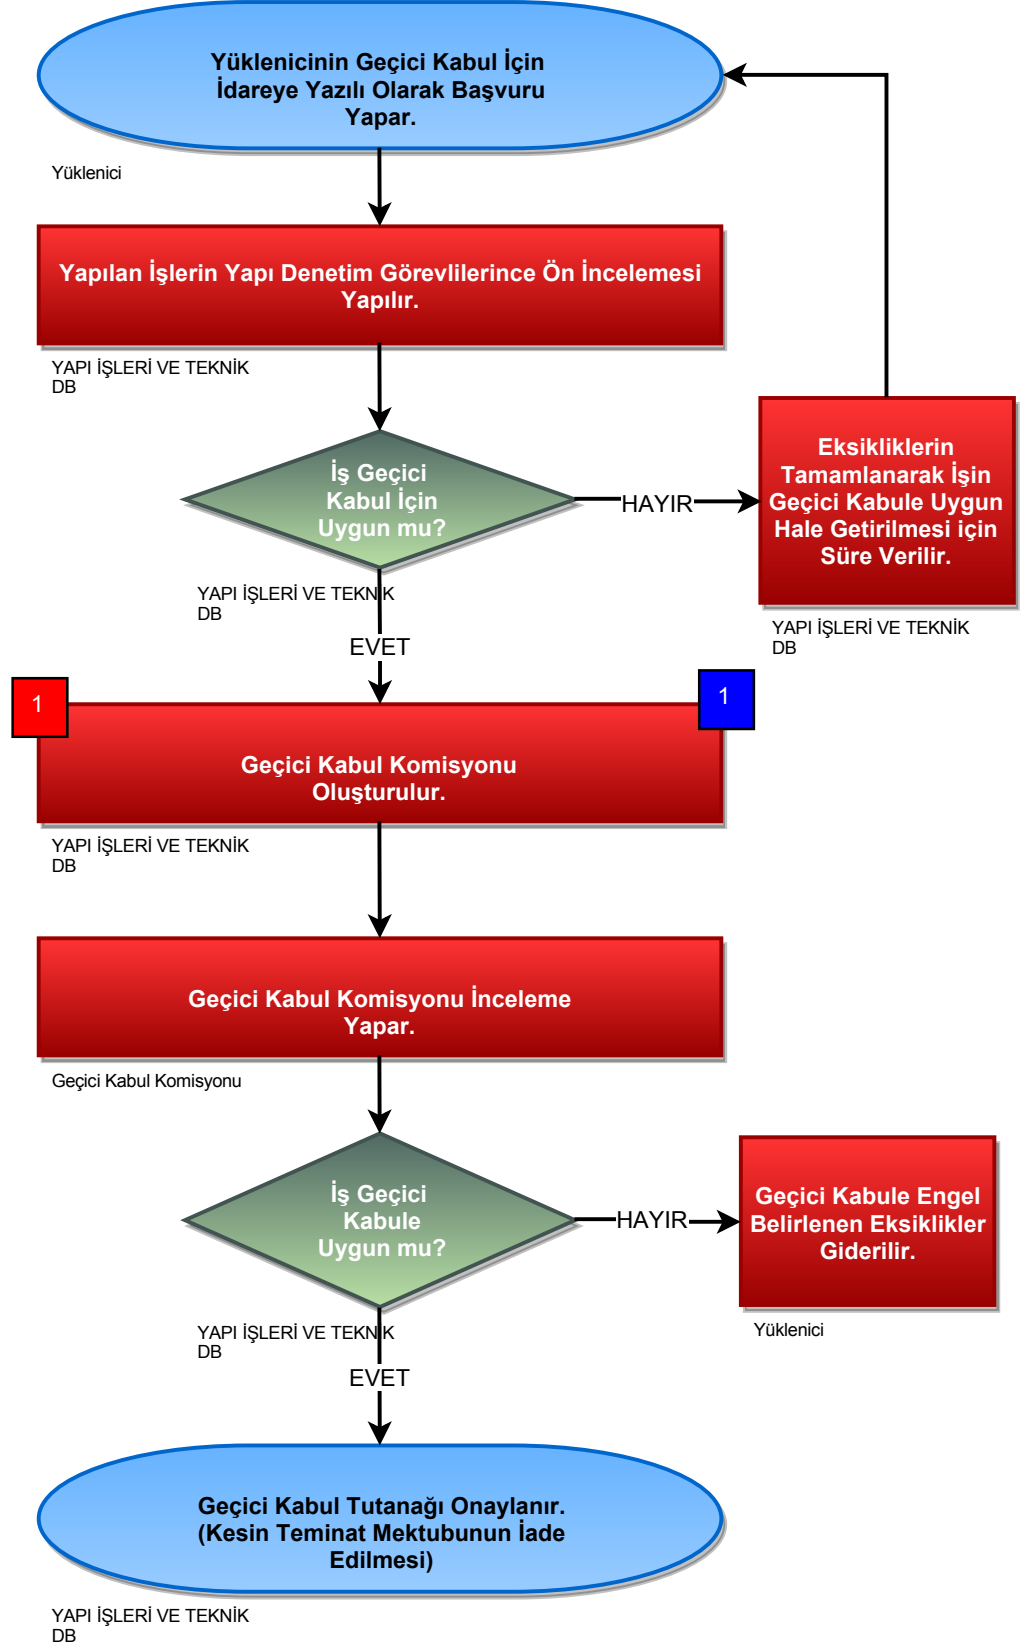 Yüklenicinin Geçici Kabul İçin
İdareye Yazılı Olarak Başvuru
Yapar.
Yüklenici
Yapılan İşlerin Yapı Denetim Görevlilerince Ön İncelemesi
Yapılır.
YAPI İŞLERİ VE TEKNİK
DB
İş Geçici
Kabul İçin
Uygun mu?
HAYIR
Eksikliklerin
Tamamlanarak İşin
Geçici Kabule Uygun
Hale Getirilmesi için
Süre Verilir.
YAPI İŞLERİ VE TEKNİK
DB
YAPI İŞLERİ VE TEKNİK
DB
EVET
1
1
Geçici Kabul Komisyonu
Oluşturulur.
YAPI İŞLERİ VE TEKNİK
DB
Geçici Kabul Komisyonu İnceleme
Yapar.
Geçici Kabul Komisyonu
İş Geçici
Kabule
Uygun mu?
HAYIR
Geçici Kabule Engel
Belirlenen Eksiklikler
Giderilir.
Yüklenici
YAPI İŞLERİ VE TEKNİK
DB
EVET
Geçici Kabul Tutanağı Onaylanır.
(Kesin Teminat Mektubunun İade
Edilmesi)
YAPI İŞLERİ VE TEKNİK
DB